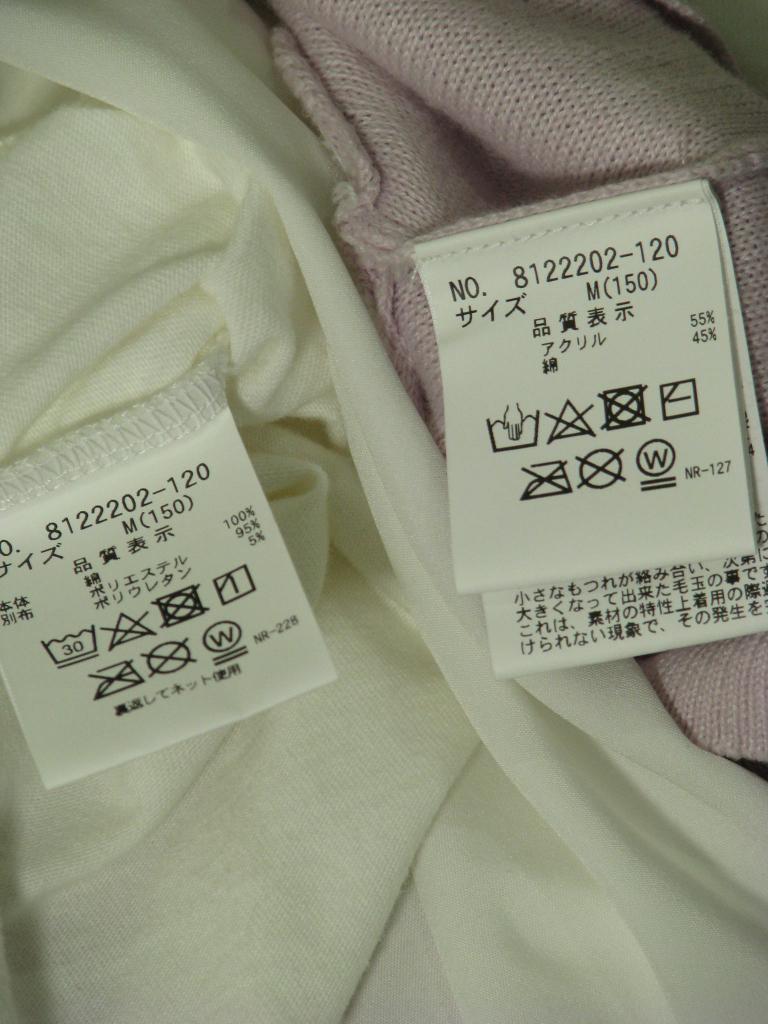 O. 8122202-120
サイズ M(150)
品質表示
本体 綿 100%
別布 ポリエステル 95%
ポリウレタン 5%
30
W NR-228
裏返してネット使用
NO. 8122202-120
サイズ M(150)
品質表示
アクリル 55%
綿 45%
W NR-127
小さなもつれが絡み合い、次第に
大きくなって出来た毛玉の事です
これは、素材の特性上着用の際
けられない現象で、その発生を